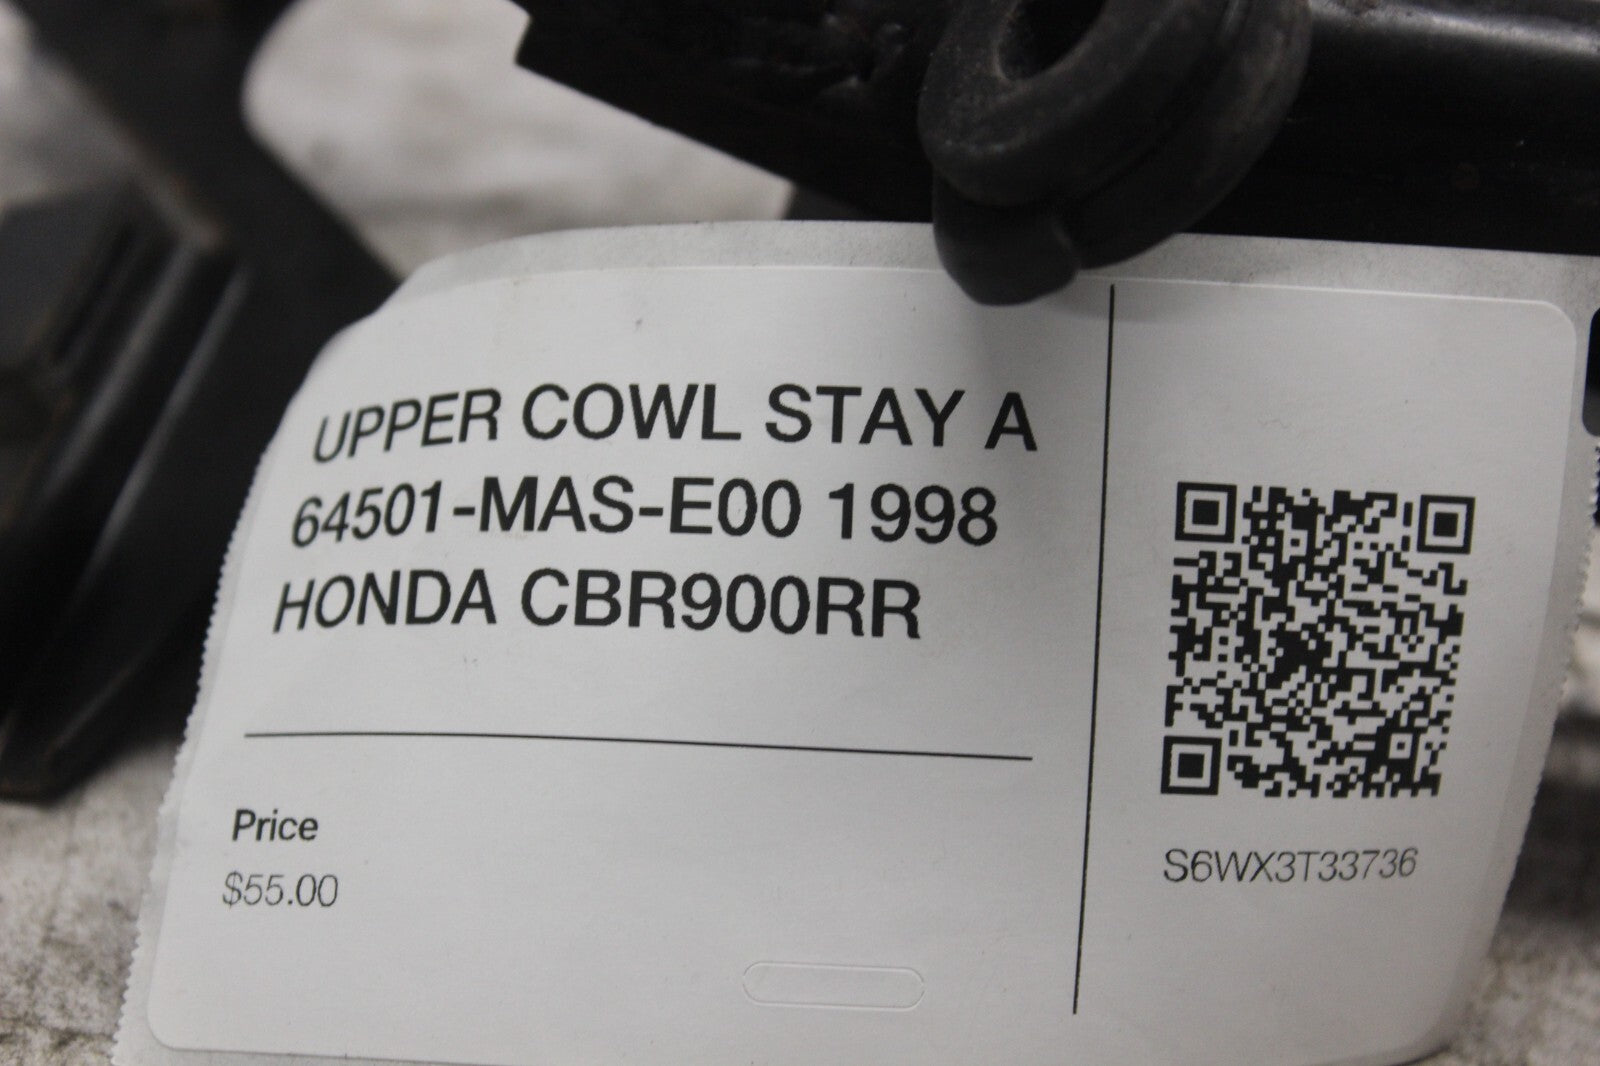 UPPER COWL STAY A
64501-MAS-E00 1998
HONDA CBR900RR
Price
$55.00
S6WX3T33736